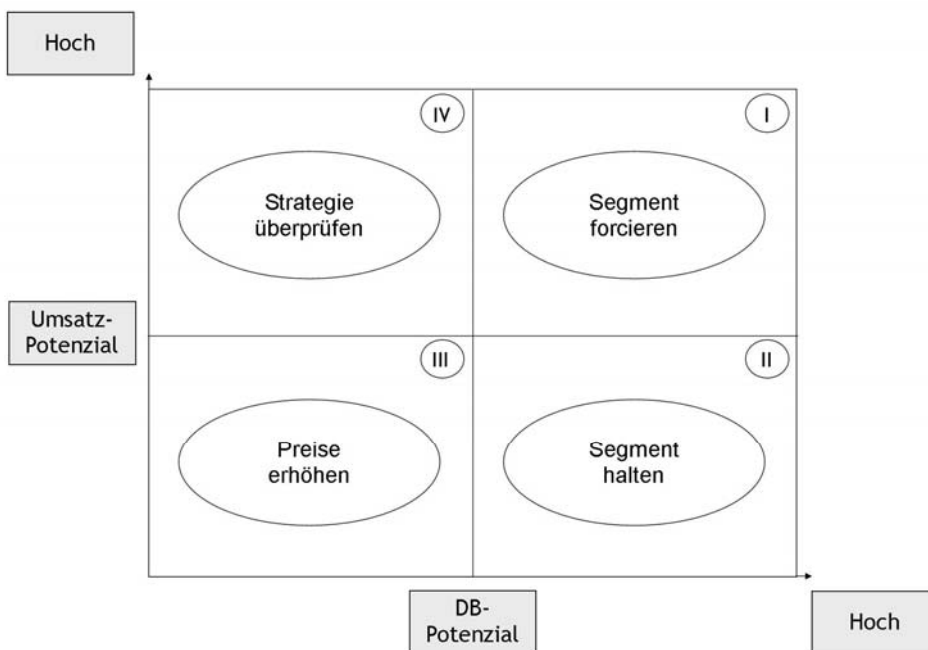 Hoch
IV
I
Strategie
überprüfen
Segment
forcieren
Umsatz-
Potenzial
III
II
Preise
erhöhen
Segment
halten
DB-
Potenzial
Hoch